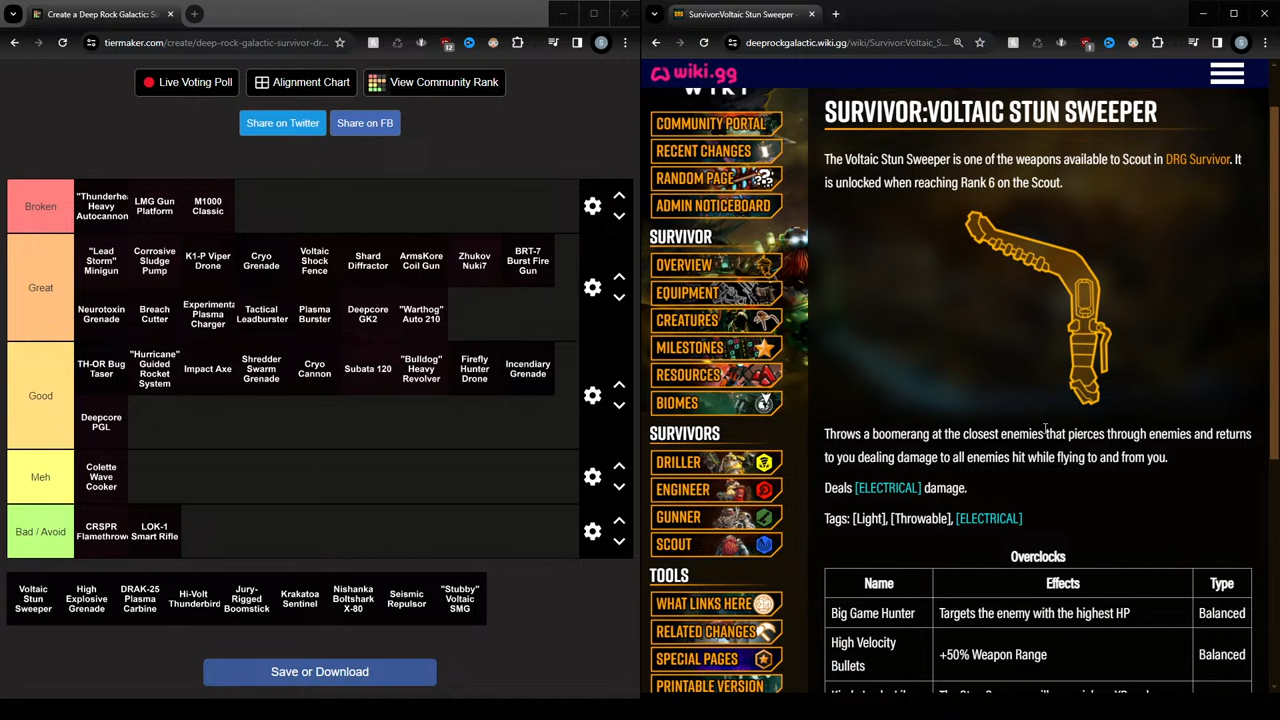 Create a Deep Rock Galactic: Su
tiermaker.com/create/deep-rock-galactic-survivor-dr...
12
S
Live Voting Poll
Alignment Chart
View Community Rank
Share on Twitter
Share on FB
Broken
"Thunderhe
Heavy
Autocannon
LMG Gun
Platform
M1000
Classic
Great
"Lead
Storm"
Minigun
Corrosive
Sludge
Pump
K1-P Viper
Drone
Cryo
Grenade
Voltaic
Shock
Fence
Shard
Diffractor
ArmsKore
Coil Gun
Zhukov
Nuki7
BRT-7
Burst Fire
Gun
Neurotoxin
Grenade
Breach
Cutter
Experimenta
Plasma
Charger
Tactical
Leadburster
Plasma
Burster
Deepcore
GK2
"Warthog"
Auto 210
Good
TH-OR Bug
Taser
"Hurricane"
Guided
Rocket
System
Impact Axe
Shredder
Swarm
Grenade
Cryo
Cannon
Subata 120
"Bulldog"
Heavy
Revolver
Firefly
Hunter
Drone
Incendiary
Grenade
Deepcore
PGL
Meh
Colette
Wave
Cooker
Bad / Avoid
CRSPR
Flamethrow
LOK-1
Smart Rifle
Voltaic
Stun
Sweeper
High
Explosive
Grenade
DRAK-25
Plasma
Carbine
Hi-Volt
Thunderbird
Jury-
Rigged
Boomstick
Krakatoa
Sentinel
Nishanka
Boltshark
X-80
Seismic
Repulsor
"Stubby"
Voltaic
SMG
Save or Download
Survivor:Voltaic Stun Sweeper -
deeprockgalactic.wiki.gg/wiki/Survivor:Voltaic_S...
1
S
wiki.gg
WIKI
COMMUNITY PORTAL
RECENT CHANGES
RANDOM PAGE
ADMIN NOTICEBOARD
SURVIVOR
OVERVIEW
EQUIPMENT
CREATURES
MILESTONES
RESOURCES
BIOMES
SURVIVORS
DRILLER
ENGINEER
GUNNER
SCOUT
TOOLS
WHAT LINKS HERE
RELATED CHANGES
SPECIAL PAGES
PRINTABLE VERSION
SURVIVOR:VOLTAIC STUN SWEEPER
The Voltaic Stun Sweeper is one of the weapons available to Scout in DRG Survivor. It
is unlocked when reaching Rank 6 on the Scout.
Throws a boomerang at the closest enemies that pierces through enemies and returns
to you dealing damage to all enemies hit while flying to and from you.
Deals [ELECTRICAL] damage.
Tags: [Light], [Throwable], [ELECTRICAL]
Overclocks
Name Effects Type
Big Game Hunter Targets the enemy with the highest HP Balanced
High Velocity
Bullets +50% Weapon Range Balanced